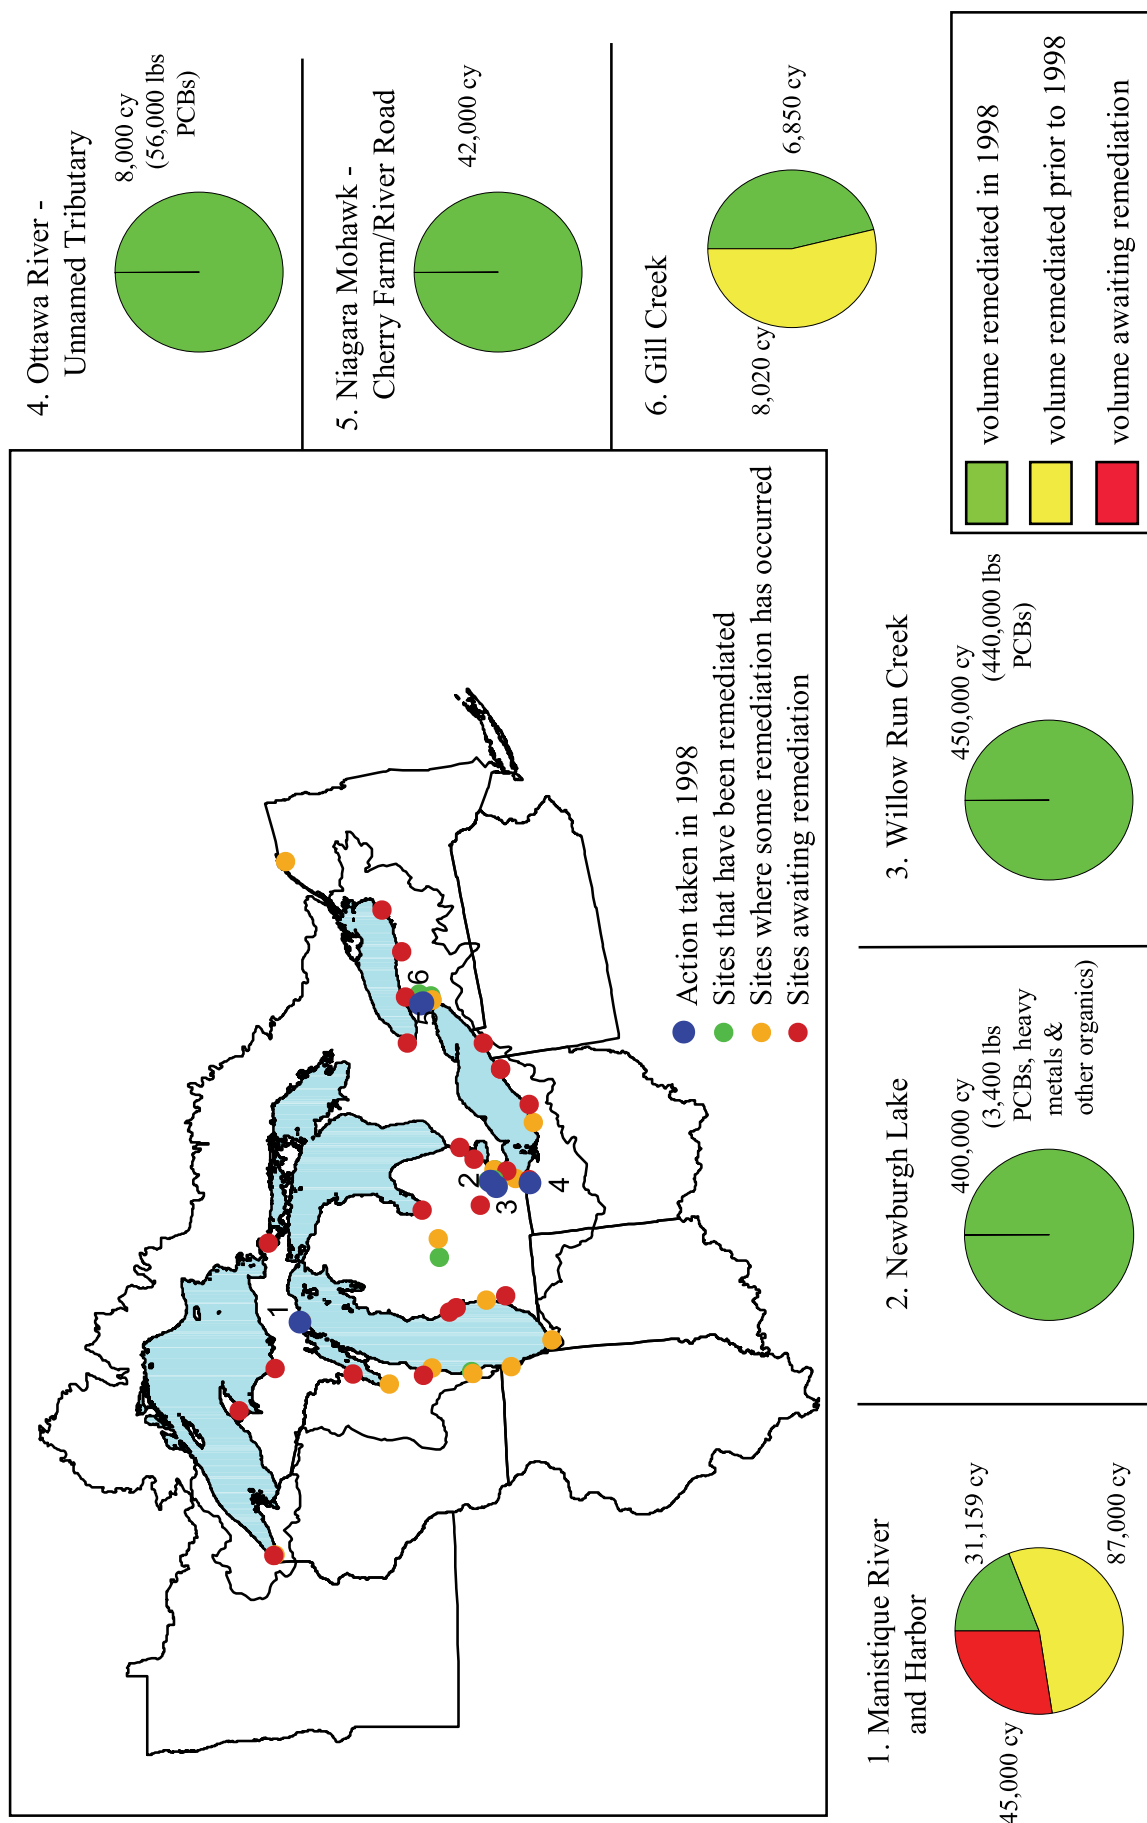 4. Ottawa River -
Unnamed Tributary
8,000 cy
(56,000 lbs
PCBs)
5. Niagara Mohawk -
Cherry Farm/River Road
42,000 cy
6. Gill Creek
8,020 cy
6,850 cy
1
2
3
4
5
6
Action taken in 1998
Sites that have been remediated
Sites where some remediation has occurred
Sites awaiting remediation
1. Manistique River
and Harbor
45,000 cy
31,159 cy
87,000 cy
2. Newburgh Lake
400,000 cy
(3,400 lbs
PCBs, heavy
metals &
other organics)
3. Willow Run Creek
450,000 cy
(440,000 lbs
PCBs)
volume remediated in 1998
volume remediated prior to 1998
volume awaiting remediation